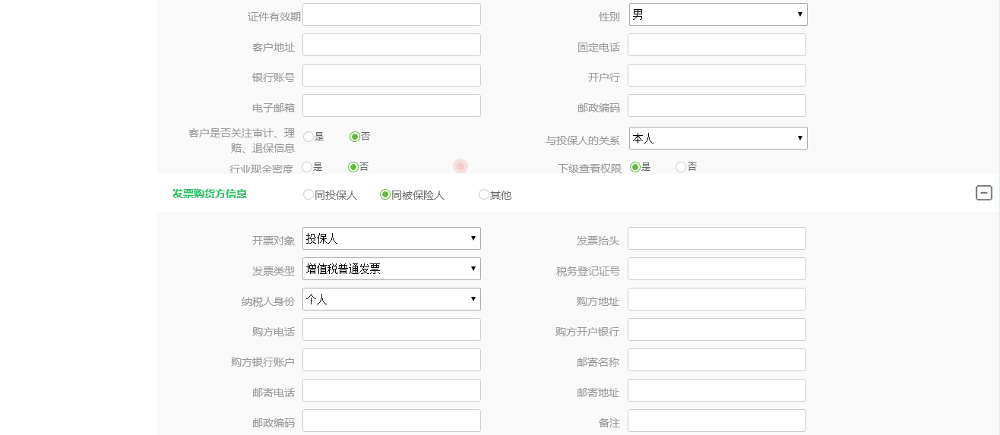 证件有效期 性别 男
客户地址 固定电话
银行账号 开户行
电子邮箱 邮政编码
客户是否关注审计、理
赔、退保信息 是 否 与投保人的关系 本人
行业现金密度 是 否 下级查看权限 是 否
发票购货方信息 同投保人 同被保险人 其他
开票对象 投保人 发票抬头
发票类型 增值税普通发票 税务登记证号
纳税人身份 个人 购方地址
购方电话 购方开户银行
购方银行账户 邮寄名称
邮寄电话 邮寄地址
邮政编码 备注